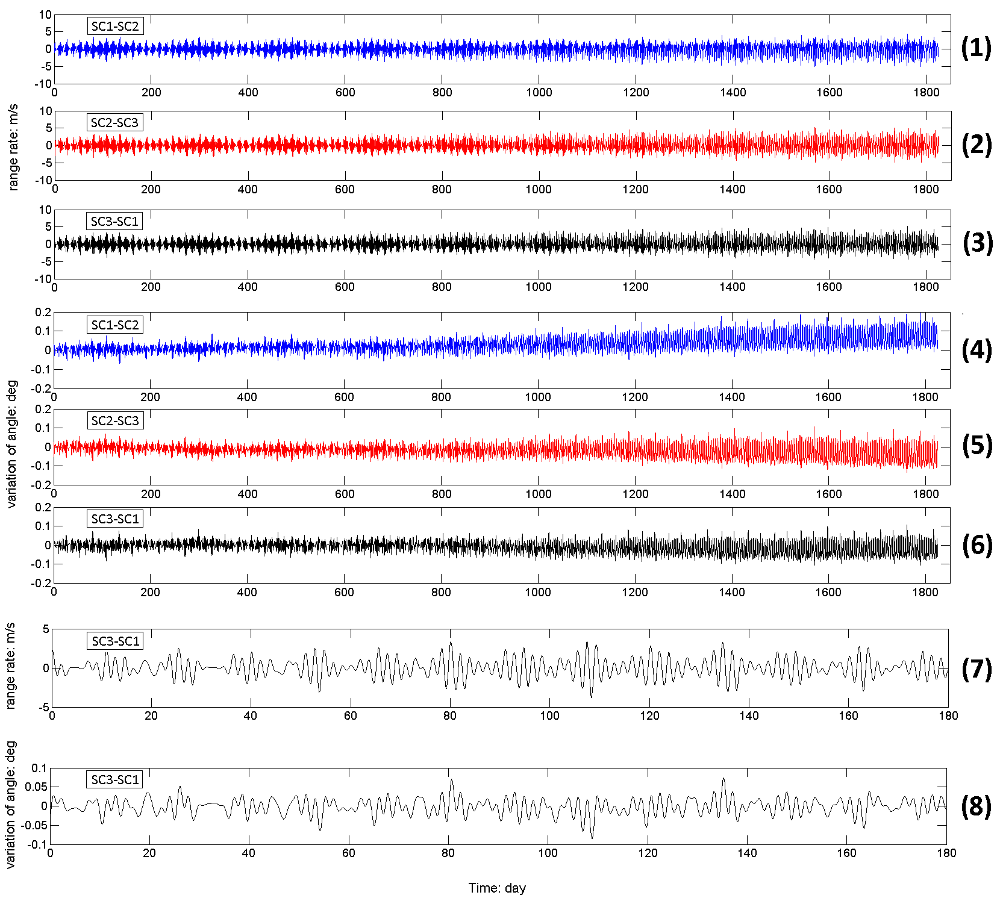 10
SC1-SC2
5
0
-5
-10
0 200 400 600 800 1000 1200 1400 1600 1800
(1)
10
SC2-SC3
5
0
-5
-10
0 200 400 600 800 1000 1200 1400 1600 1800
(2)
range rate: m/s
10
SC3-SC1
5
0
-5
-10
0 200 400 600 800 1000 1200 1400 1600 1800
(3)
0.2
SC1-SC2
0.1
0
-0.1
-0.2
0 200 400 600 800 1000 1200 1400 1600 1800
(4)
0.2
SC2-SC3
0.1
0
-0.1
-0.2
0 200 400 600 800 1000 1200 1400 1600 1800
(5)
variation of angle: deg
0.2
SC3-SC1
0.1
0
-0.1
-0.2
0 200 400 600 800 1000 1200 1400 1600 1800
(6)
range rate: m/s
5
SC3-SC1
0
-5
0 20 40 60 80 100 120 140 160 180
(7)
variation of angle: deg
0.1
SC3-SC1
0.05
0
-0.05
-0.1
0 20 40 60 80 100 120 140 160 180
(8)
Time: day